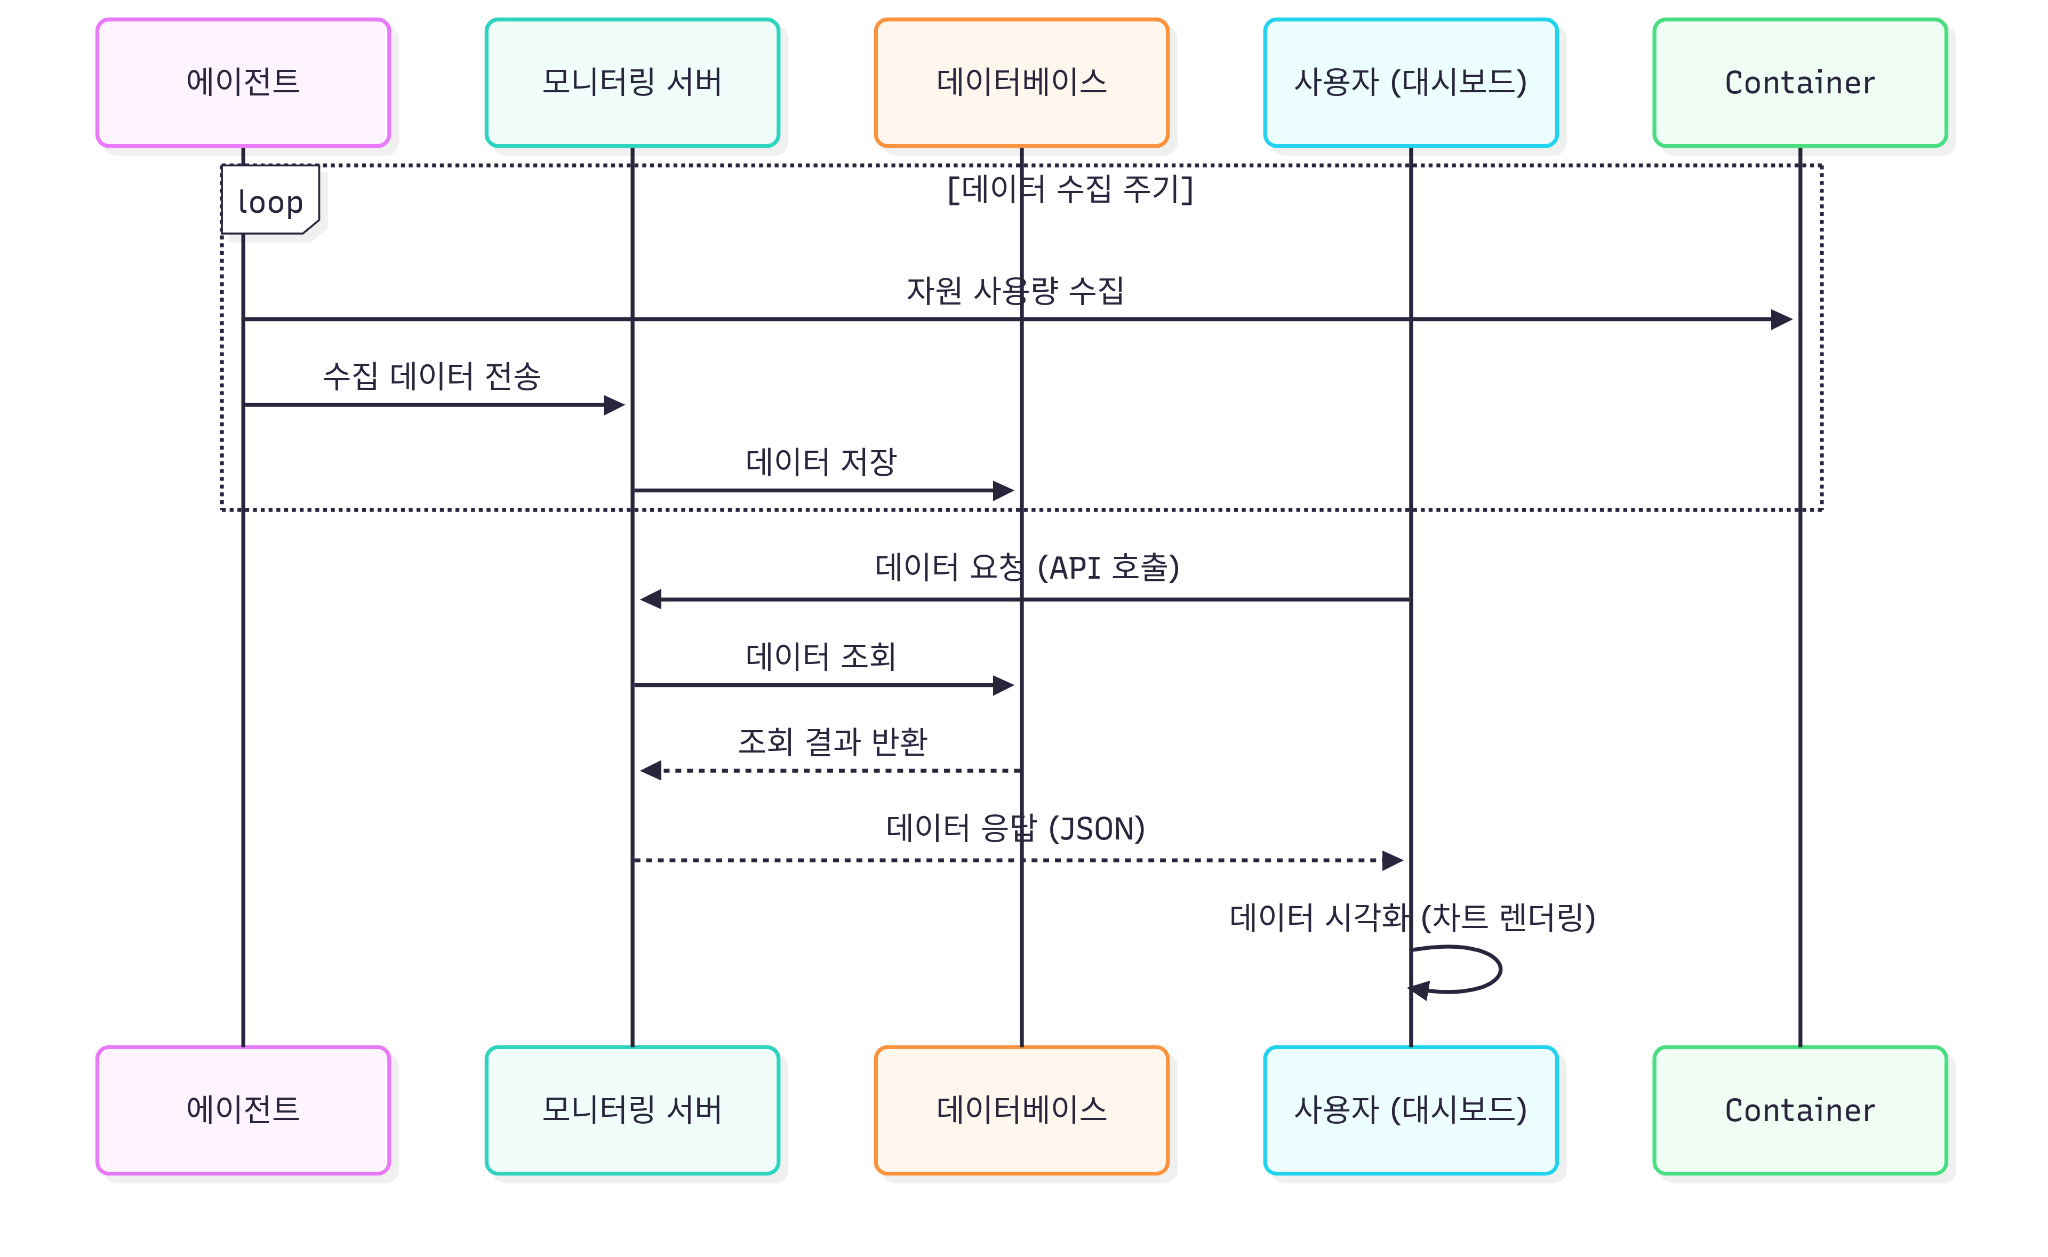 에이전트
모니터링 서버
데이터베이스
사용자 (대시보드)
Container
loop
[데이터 수집 주기]
자원 사용량 수집
수집 데이터 전송
데이터 저장
데이터 요청 (API 호출)
데이터 조회
조회 결과 반환
데이터 응답 (JSON)
데이터 시각화 (차트 렌더링)
에이전트
모니터링 서버
데이터베이스
사용자 (대시보드)
Container